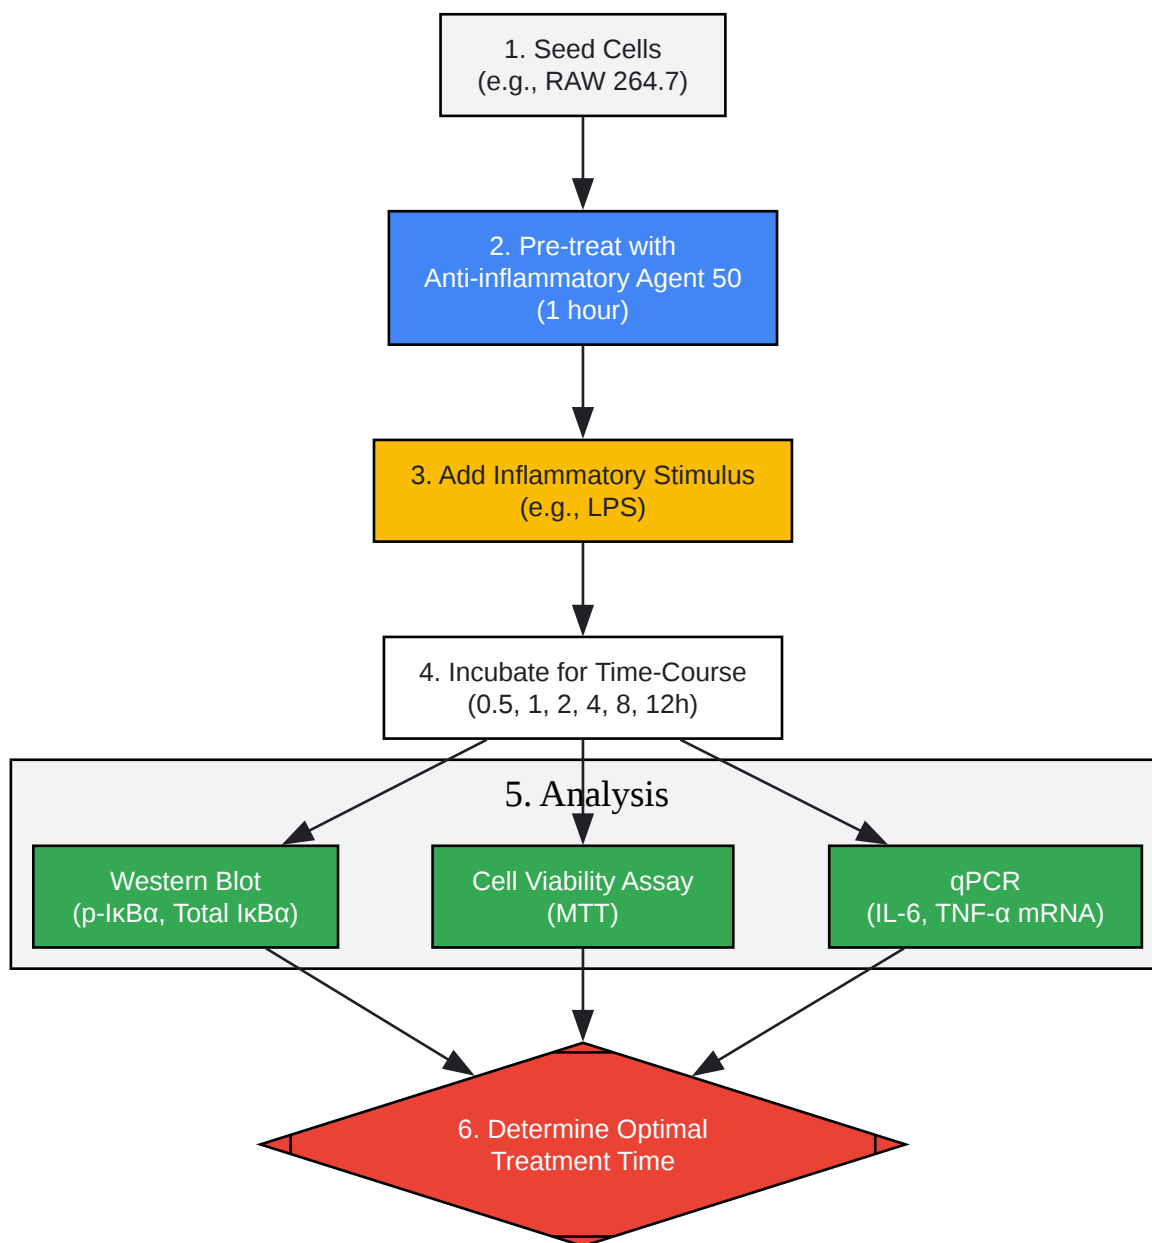 1. Seed Cells
(e.g., RAW 264.7)
2. Pre-treat with
Anti-inflammatory Agent 50
(1 hour)
3. Add Inflammatory Stimulus
(e.g., LPS)
4. Incubate for Time-Course
(0.5, 1, 2, 4, 8, 12h)
5. Analysis
Western Blot
(p-IκBα, Total IκBα)
Cell Viability Assay
(MTT)
qPCR
(IL-6, TNF-α mRNA)
6. Determine Optimal
Treatment Time